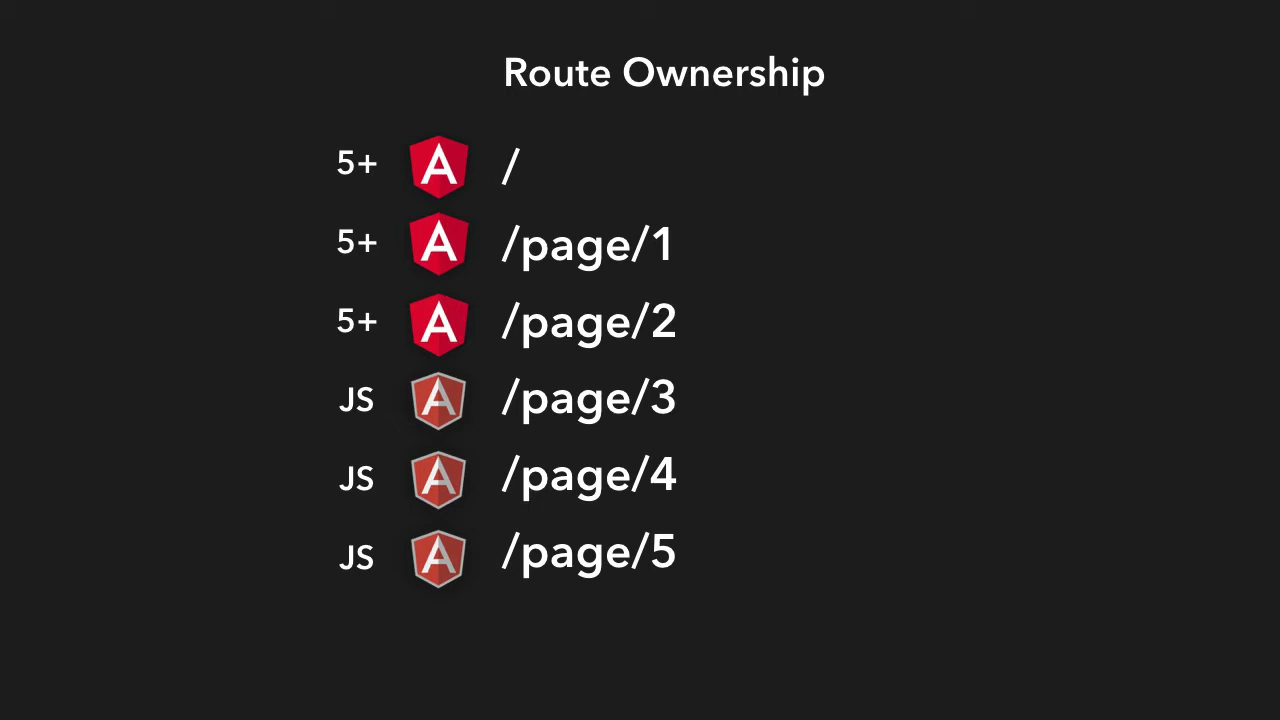 Route Ownership
5+ A /
5+ A /page/1
5+ A /page/2
JS A /page/3
JS A /page/4
JS A /page/5